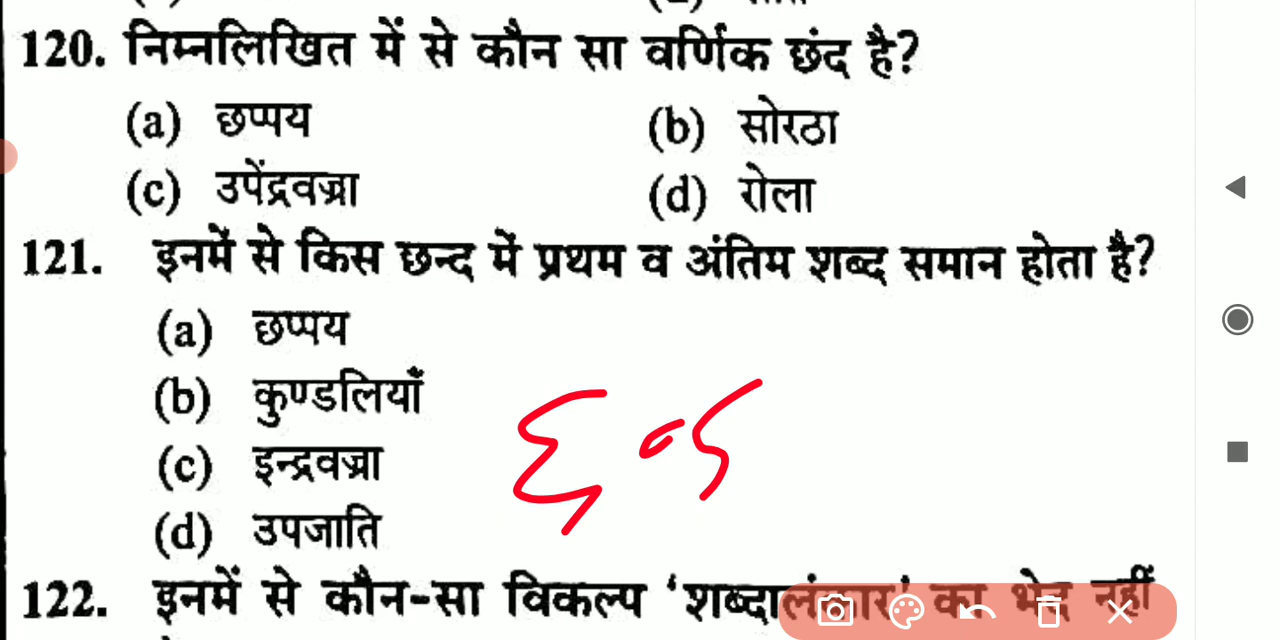 120. निम्नलिखित में से कौन सा वर्णिक छंद है?
(a) छप्पय (b) सोरठा
(c) उपेंद्रवज्रा (d) रोला
121. इनमें से किस छन्द में प्रथम व अंतिम शब्द समान होता है?
(a) छप्पय
(b) कुण्डलियाँ
(c) इन्द्रवज्रा
(d) उपजाति
122. इनमें से कौन-सा विकल्प 'शब्दालंकार' का भेद नहीं